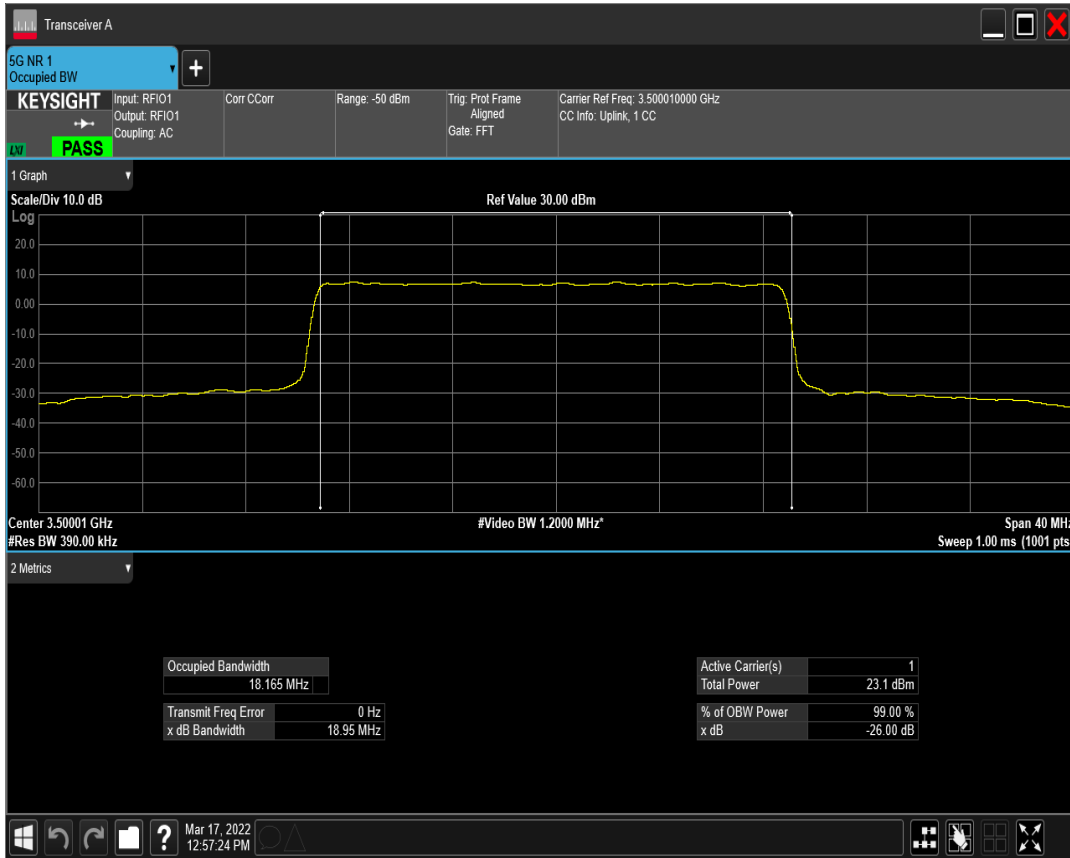 Transceiver A
5G NR 1
Occupied BW
KEYSIGHT
LXI
PASS
Input: RFIO1
Output: RFIO1
Coupling: AC
Corr CCorr
Range: -50 dBm
Trig: Prot Frame
Aligned
Gate: FFT
Carrier Ref Freq: 3.500010000 GHz
CC Info: Uplink, 1 CC
1 Graph
Scale/Div 10.0 dB
Ref Value 30.00 dBm
Log
20.0
10.0
0.00
-10.0
-20.0
-30.0
-40.0
-50.0
-60.0
Center 3.50001 GHz
#Video BW 1.2000 MHz*
Span 40 MHz
#Res BW 390.00 kHz
Sweep 1.00 ms (1001 pts
2 Metrics
Occupied Bandwidth
18.165 MHz
Transmit Freq Error 0 Hz
x dB Bandwidth 18.95 MHz
Active Carrier(s) 1
Total Power 23.1 dBm
% of OBW Power 99.00 %
x dB -26.00 dB
?
Mar 17, 2022
12:57:24 PM